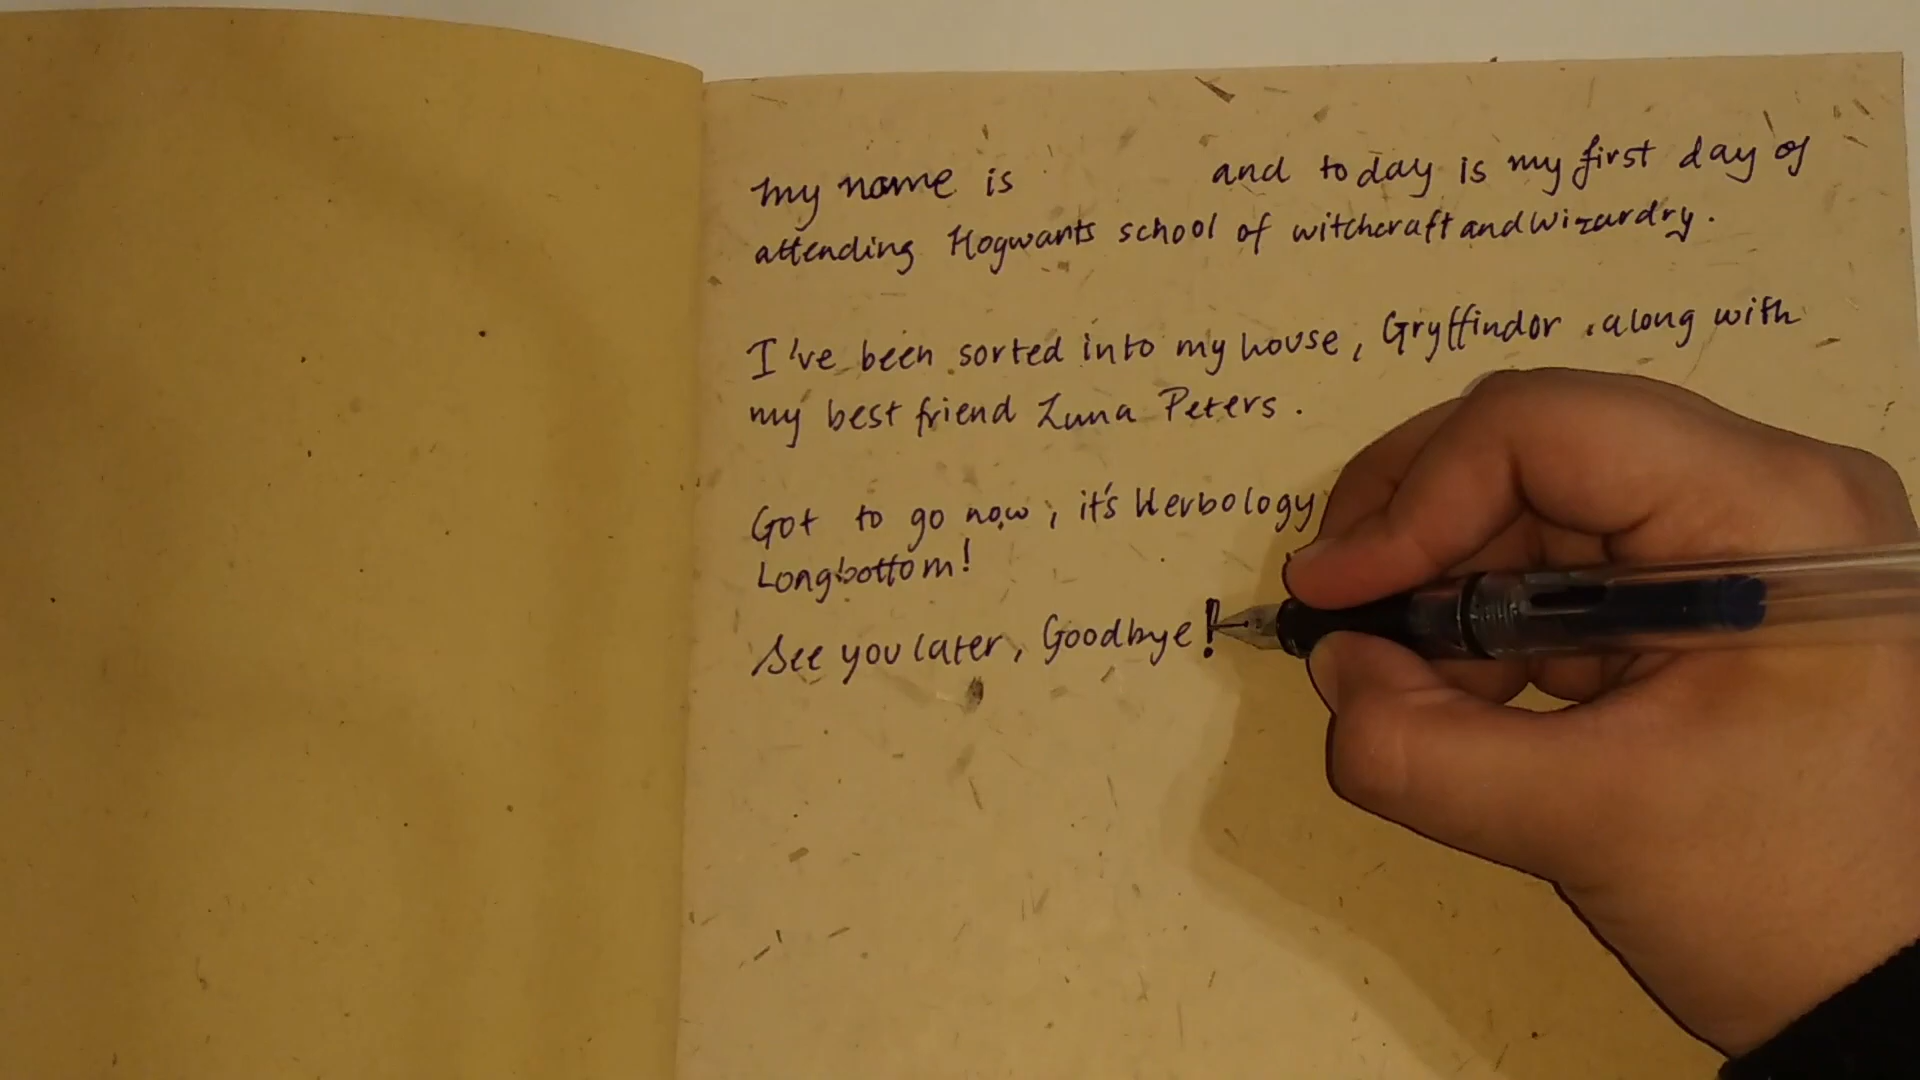 my name is and today is my first day of
attending Hogwarts school of witchcraft and wizardry.
I've been sorted into my house, Gryffindor, along with
my best friend Luna Peters.
Got to go now, it's Herbology
Longbottom!
See you later, Goodbye!